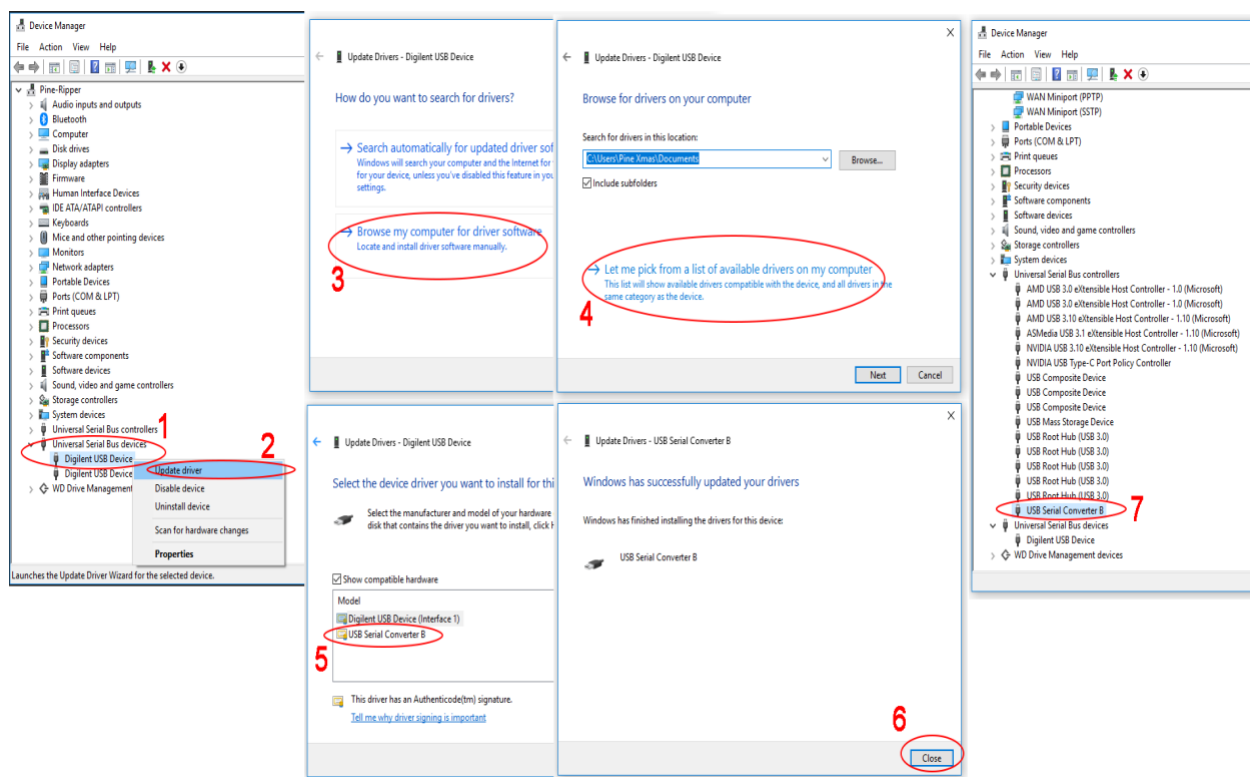 Device Manager
File Action View Help
Pine-Ripper
Audio inputs and outputs
Bluetooth
Computer
Disk drives
Display adapters
Firmware
Human Interface Devices
IDE ATA/ATAPI controllers
Keyboards
Mice and other pointing devices
Monitors
Network adapters
Portable Devices
Ports (COM & LPT)
Print queues
Processors
Security devices
Software components
Software devices
Sound, video and game controllers
Storage controllers
System devices
Universal Serial Bus controllers
1
Universal Serial Bus devices
Digilent USB Device
Digilent USB Device
WD Drive Management
2
Update driver
Disable device
Uninstall device
Scan for hardware changes
Properties
Launches the Update Driver Wizard for the selected device.
Update Drivers - Digilent USB Device
How do you want to search for drivers?
Search automatically for updated driver sof
Windows will search your computer and the Internet for
for your device, unless you've disabled this feature in you
settings.
Browse my computer for driver software
Locate and install driver software manually.
3
X
Update Drivers - Digilent USB Device
Browse for drivers on your computer
Search for drivers in this location:
C:\Users\Pine Xmas\Documents
Browse...
Include subfolders
Let me pick from a list of available drivers on my computer
This list will show available drivers compatible with the device, and all drivers in the
same category as the device.
4
Next Cancel
Update Drivers - Digilent USB Device
Select the device driver you want to install for thi
Select the manufacturer and model of your hardware
disk that contains the driver you want to install, click H
Show compatible hardware
Model
Digilent USB Device (Interface 1)
USB Serial Converter B
5
This driver has an Authenticode(tm) signature.
Tell me why driver signing is important
X
Update Drivers - USB Serial Converter B
Windows has successfully updated your drivers
Windows has finished installing the drivers for this device:
USB Serial Converter B
6
Close
Device Manager
File Action View Help
WAN Miniport (PPTP)
WAN Miniport (SSTP)
Portable Devices
Ports (COM & LPT)
Print queues
Processors
Security devices
Software components
Software devices
Sound, video and game controllers
Storage controllers
System devices
Universal Serial Bus controllers
AMD USB 3.0 eXtensible Host Controller - 1.0 (Microsoft)
AMD USB 3.0 eXtensible Host Controller - 1.0 (Microsoft)
AMD USB 3.10 eXtensible Host Controller - 1.10 (Microsoft)
ASMedia USB 3.1 eXtensible Host Controller - 1.10 (Microsoft)
NVIDIA USB 3.10 eXtensible Host Controller - 1.10 (Microsoft)
NVIDIA USB Type-C Port Policy Controller
USB Composite Device
USB Composite Device
USB Composite Device
USB Mass Storage Device
USB Root Hub (USB 3.0)
USB Root Hub (USB 3.0)
USB Root Hub (USB 3.0)
USB Root Hub (USB 3.0)
USB Root Hub (USB 3.0)
USB Serial Converter B
7
Universal Serial Bus devices
Digilent USB Device
WD Drive Management devices